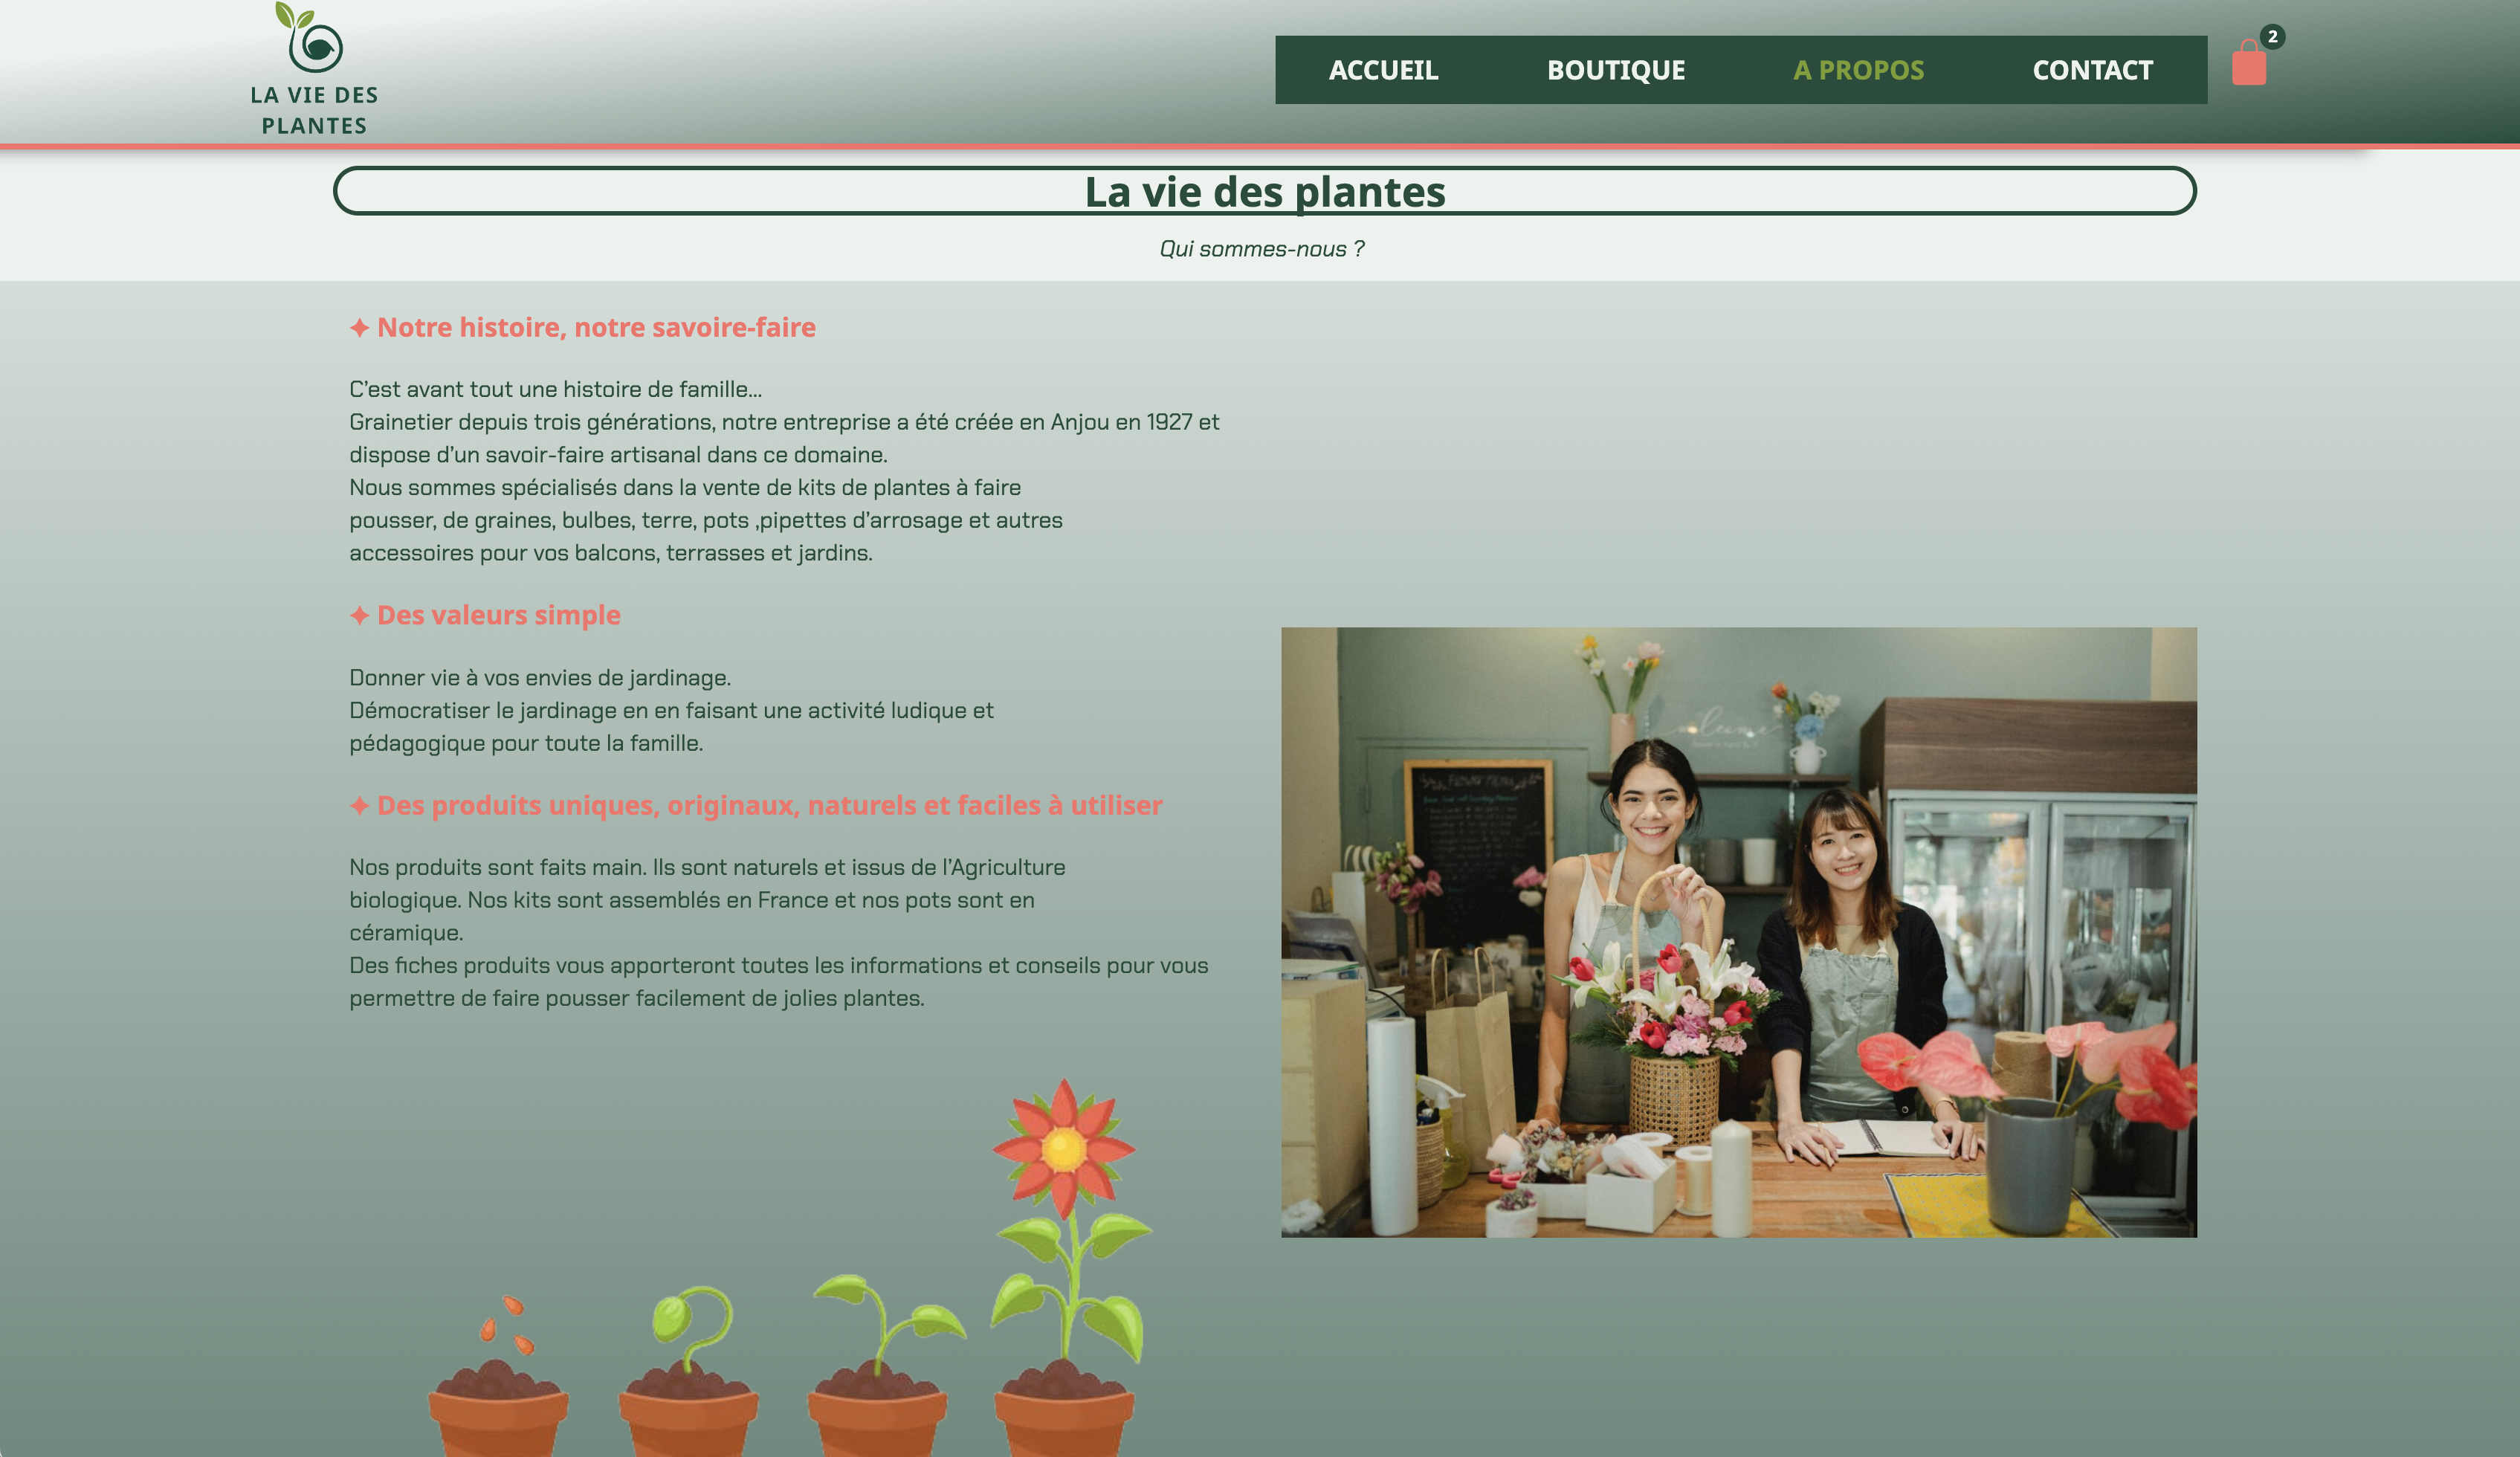 LA VIE DES
PLANTES
ACCUEIL
BOUTIQUE
A PROPOS
CONTACT
2
La vie des plantes
Qui sommes-nous ?
✦ Notre histoire, notre savoire-faire
C'est avant tout une histoire de famille...
Grainetier depuis trois générations, notre entreprise a été créée en Anjou en 1927 et
dispose d'un savoir-faire artisanal dans ce domaine.
Nous sommes spécialisés dans la vente de kits de plantes à faire
pousser, de graines, bulbes, terre, pots ,pipettes d'arrosage et autres
accessoires pour vos balcons, terrasses et jardins.
✦ Des valeurs simple
Donner vie à vos envies de jardinage.
Démocratiser le jardinage en en faisant une activité ludique et
pédagogique pour toute la famille.
✦ Des produits uniques, originaux, naturels et faciles à utiliser
Nos produits sont faits main. Ils sont naturels et issus de l'Agriculture
biologique. Nos kits sont assemblés en France et nos pots sont en
céramique.
Des fiches produits vous apporteront toutes les informations et conseils pour vous
permettre de faire pousser facilement de jolies plantes.
welcome
FLOWER MENU